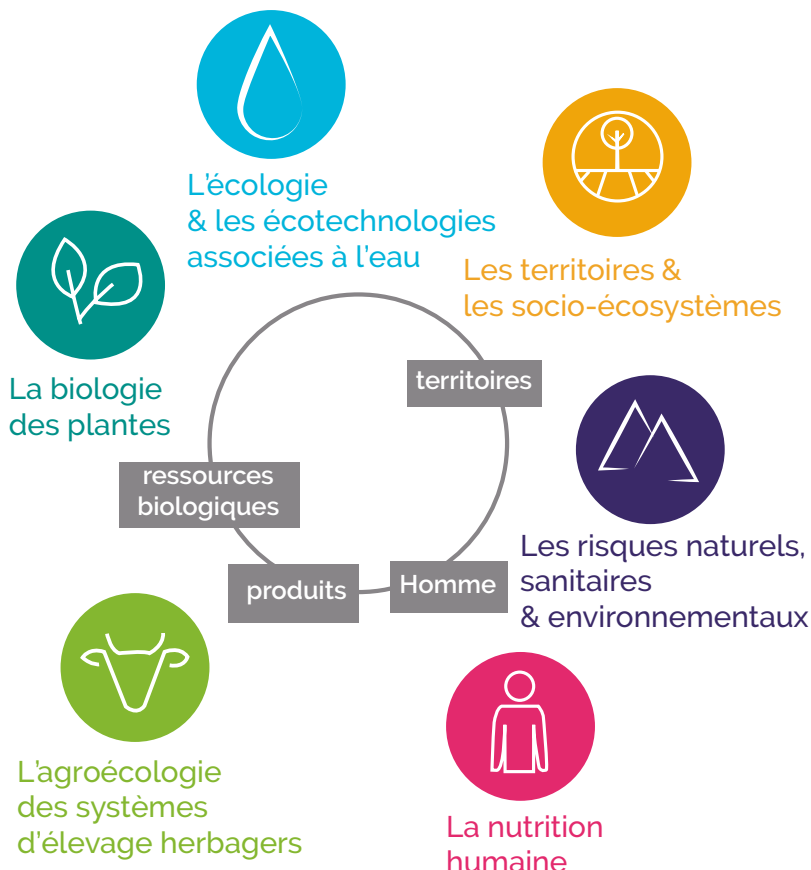 L'écologie
& les écotechnologies
associées à l'eau
Les territoires &
les socio-écosystèmes
La biologie
des plantes
territoires
ressources
biologiques
Les risques naturels,
sanitaires
& environnementaux
produits
Homme
L'agroécologie
des systèmes
d'élevage herbagers
La nutrition
humaine